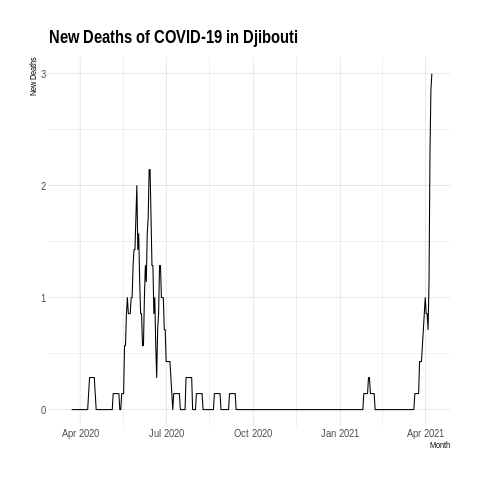 New Deaths of COVID-19 in Djibouti
New Deaths
3
2
1
0
Apr 2020 Jul 2020 Oct 2020 Jan 2021 Apr 2021
Month